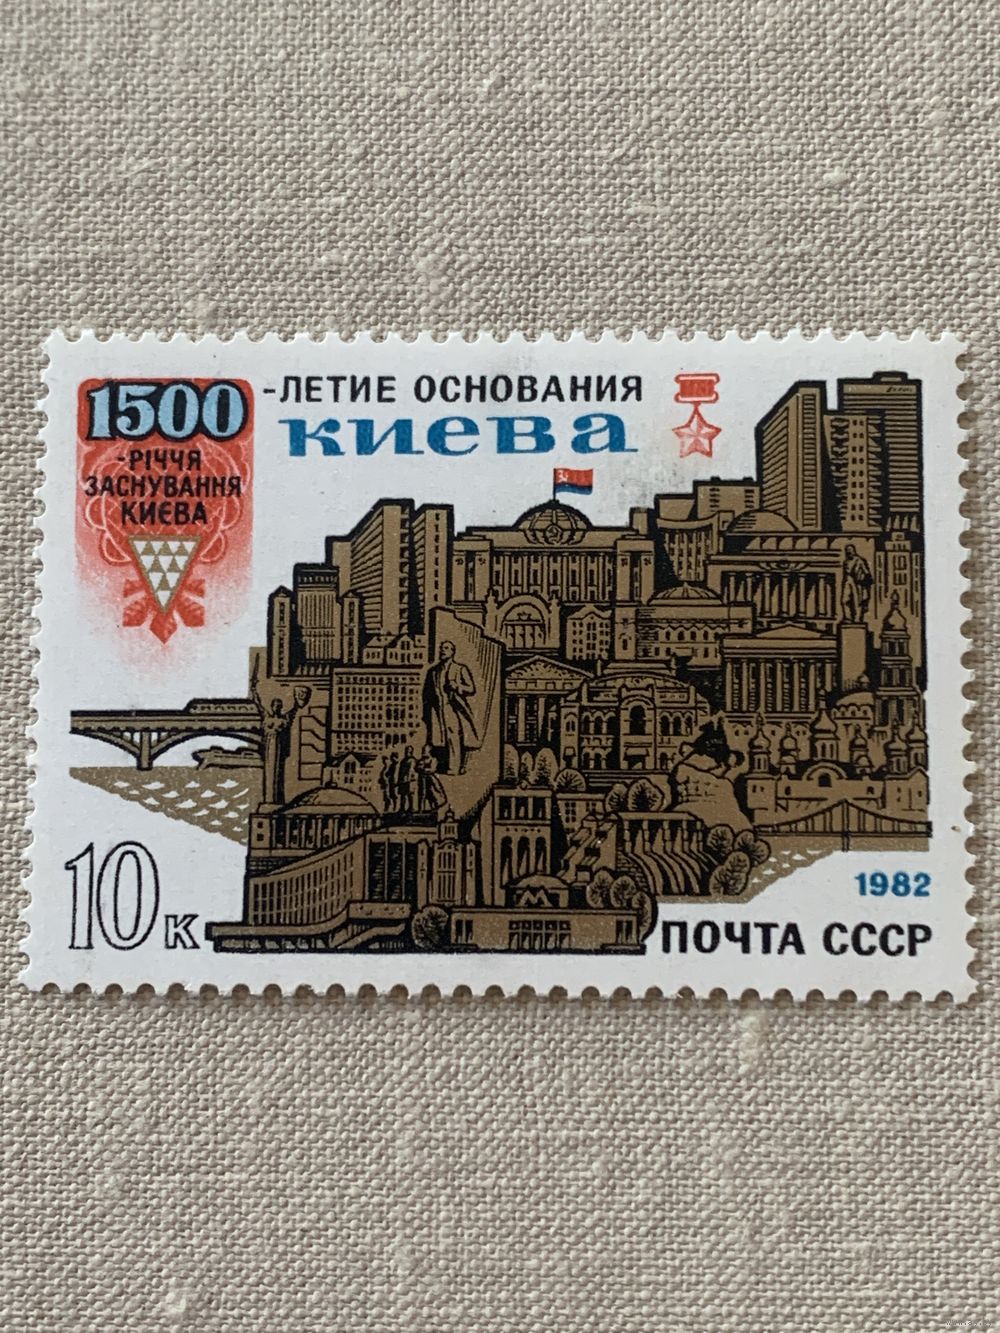 1500
-РІЧЧЯ
ЗАСНУВАННЯ
КИЄВА
-ЛЕТИЕ ОСНОВАНИЯ
киева
10к
1982
ПОЧТА СССР
М